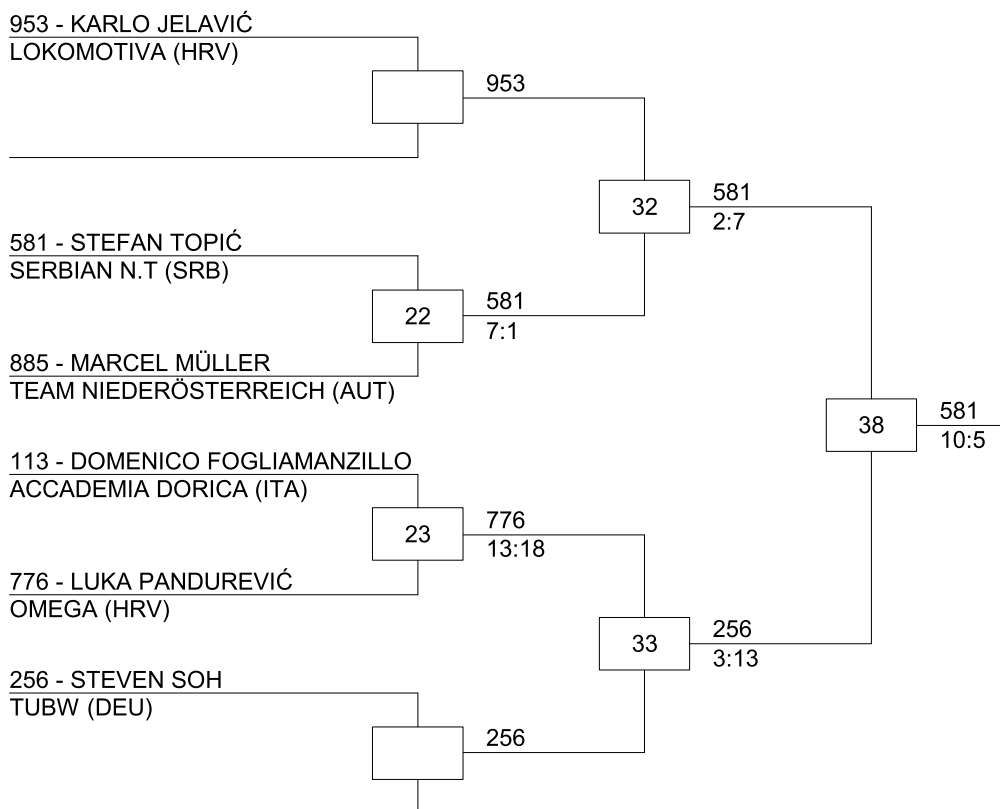 953 - KARLO JELAVIĆ
LOKOMOTIVA (HRV)
953
32
581
2:7
581 - STEFAN TOPIĆ
SERBIAN N.T (SRB)
22
581
7:1
885 - MARCEL MÜLLER
TEAM NIEDERÖSTERREICH (AUT)
38
581
10:5
113 - DOMENICO FOGLIAMANZILLO
ACCADEMIA DORICA (ITA)
23
776
13:18
776 - LUKA PANDUREVIĆ
OMEGA (HRV)
33
256
3:13
256 - STEVEN SOH
TUBW (DEU)
256